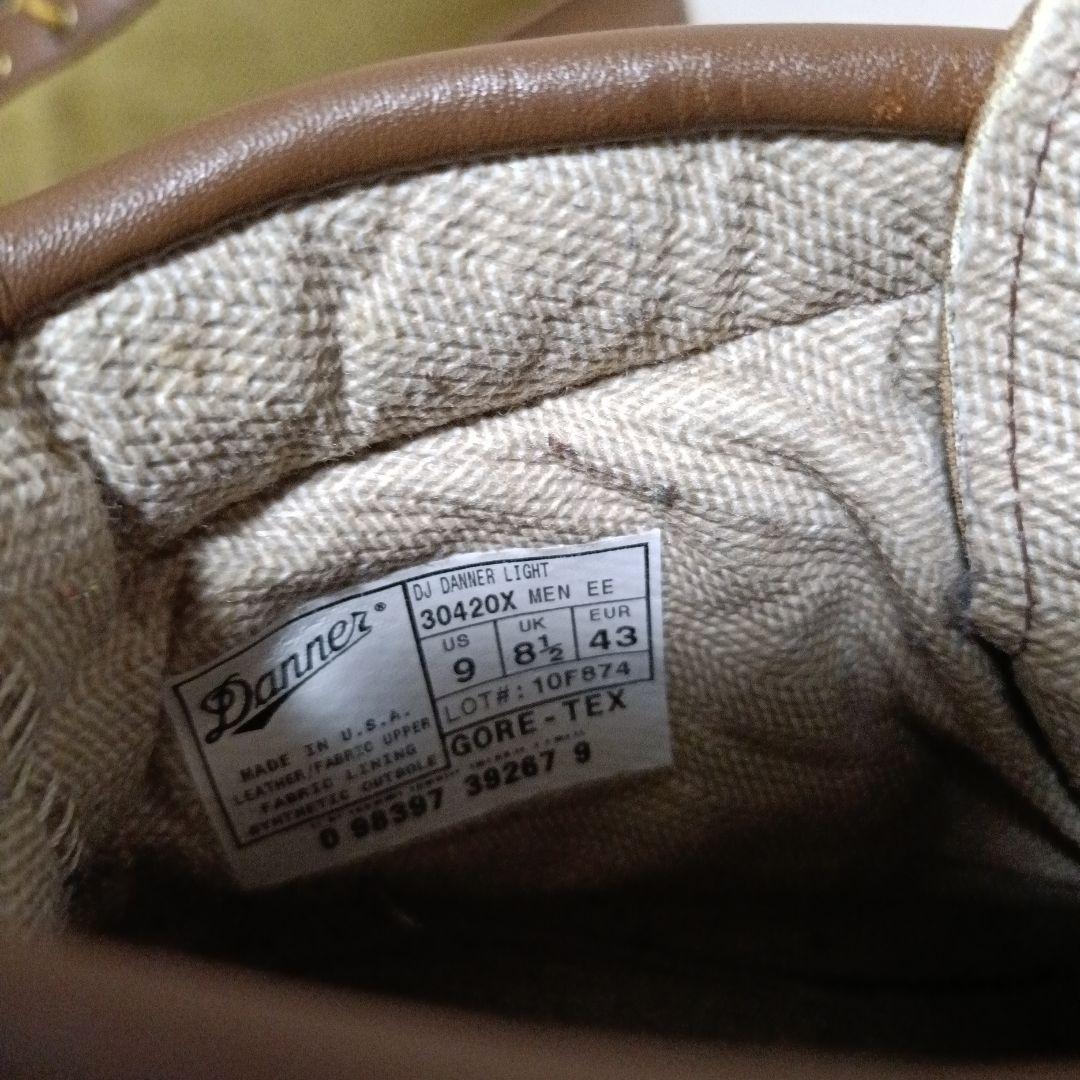 Danner®
MADE IN U.S.A.
LEATHER/FABRIC UPPER
FABRIC LINING
SYNTHETIC OUTSOLE
DJ DANNER LIGHT
30420X MEN EE
US UK EUR
9 8½ 43
LOT#: 10F874
GORE-TEX
0 98397 39267 9